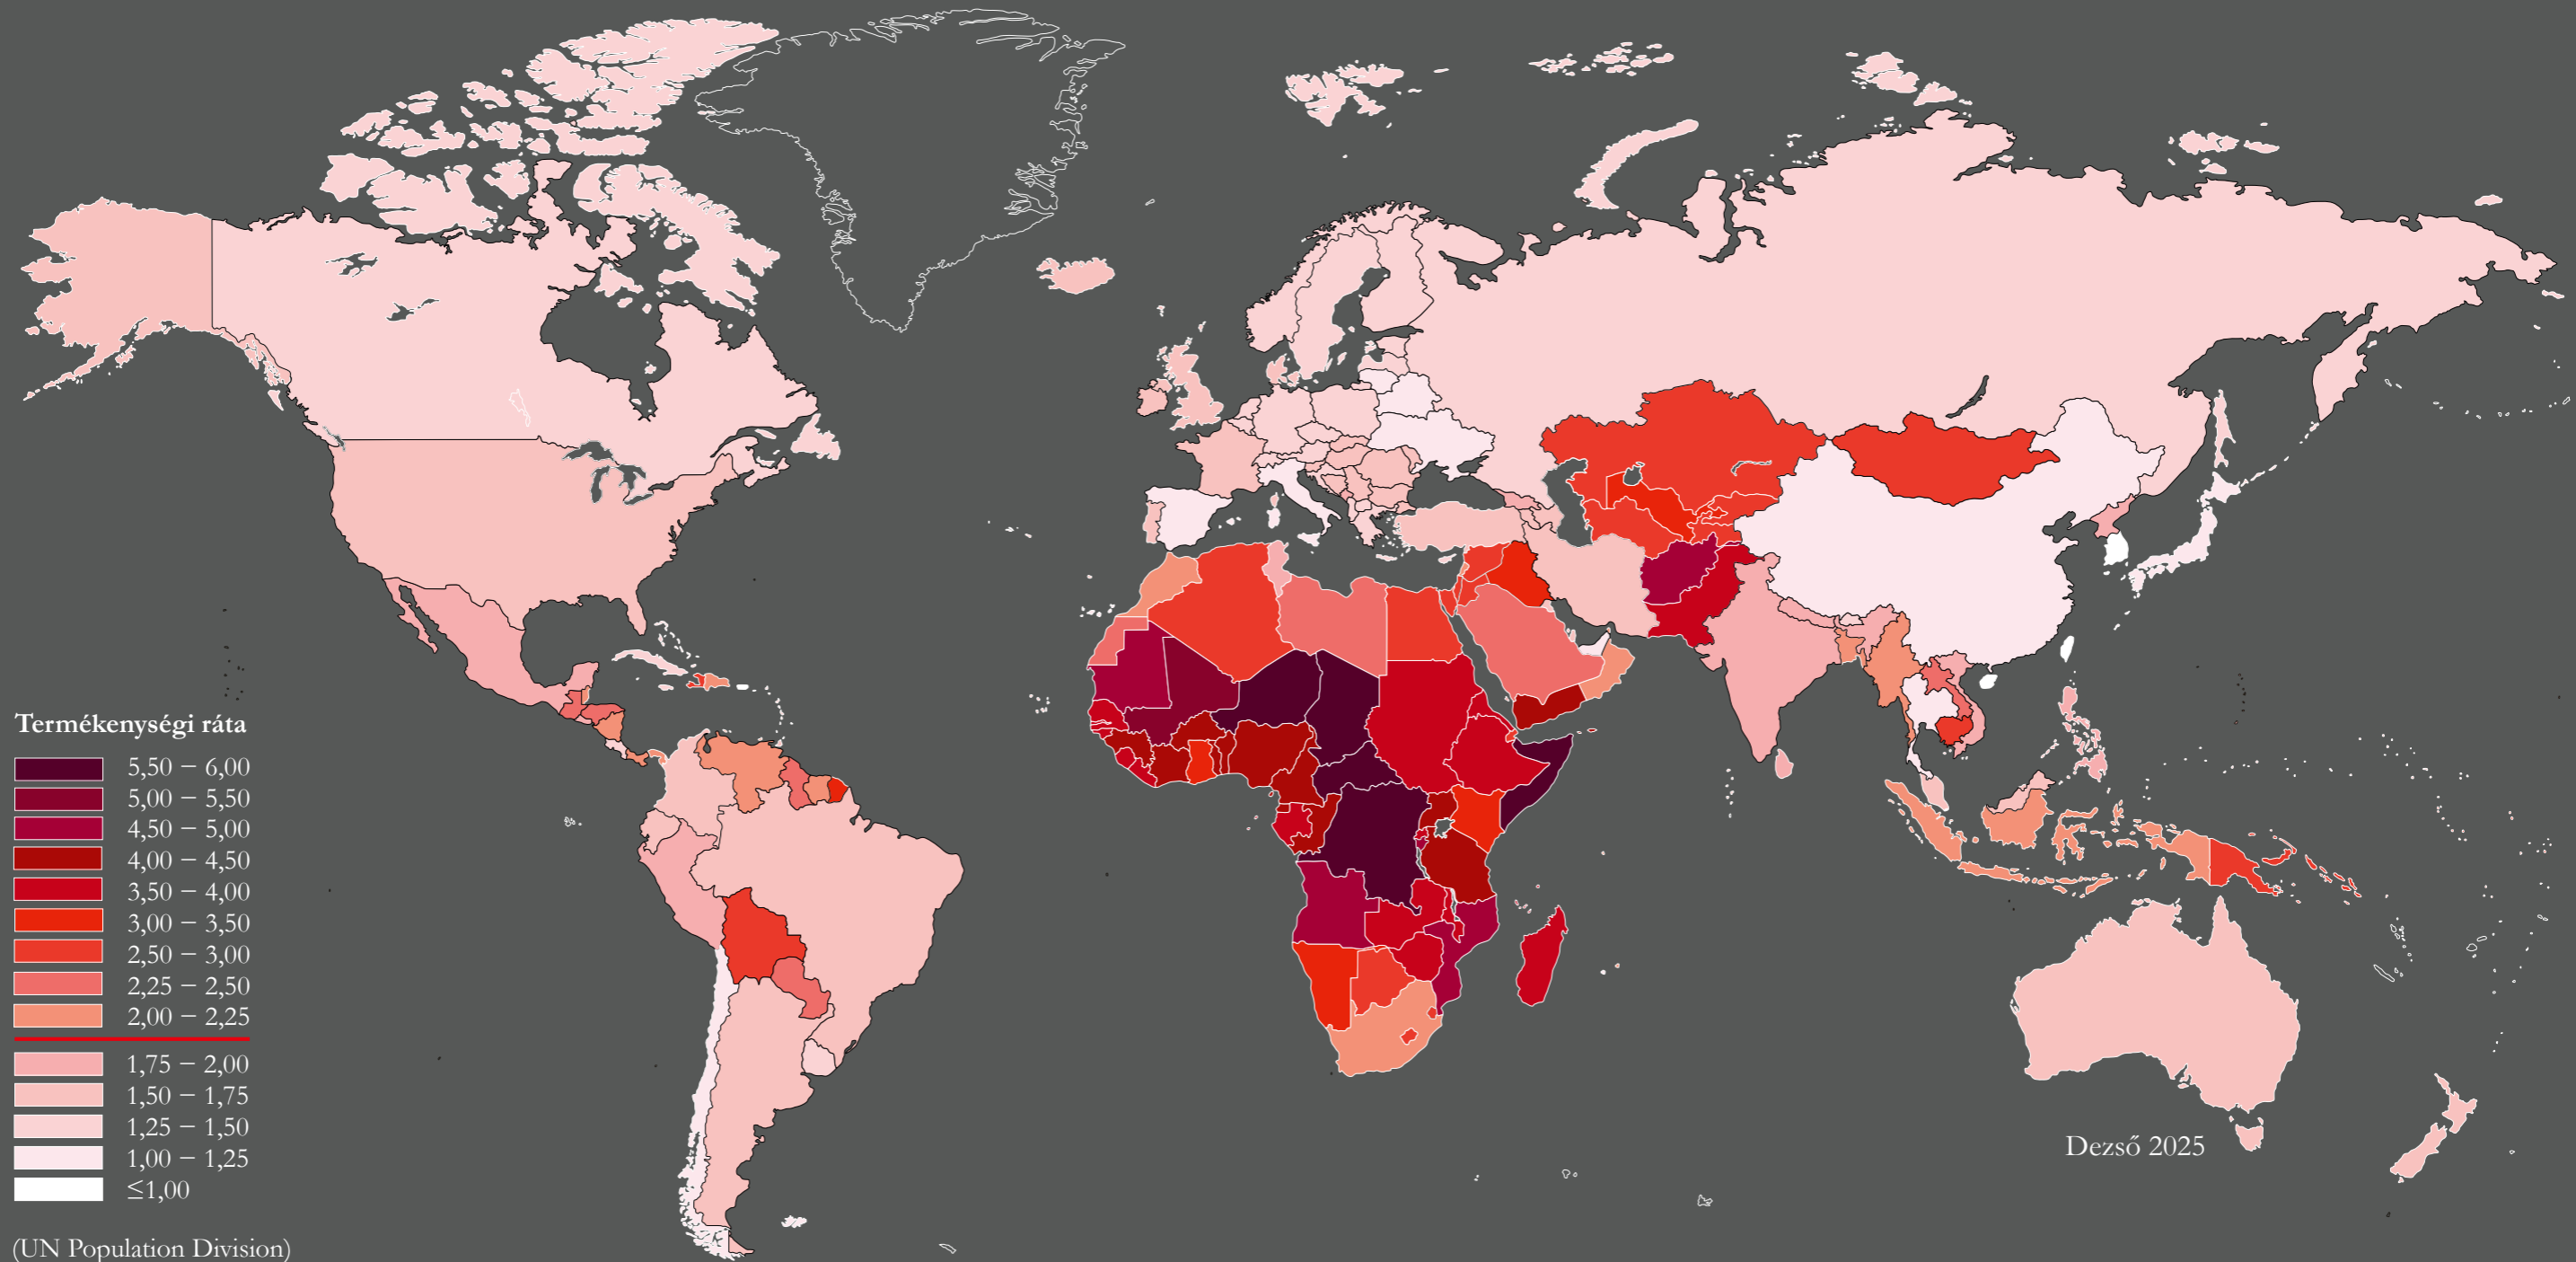 Termékenységi ráta
5,50 – 6,00
5,00 – 5,50
4,50 – 5,00
4,00 – 4,50
3,50 – 4,00
3,00 – 3,50
2,50 – 3,00
2,25 – 2,50
2,00 – 2,25
1,75 – 2,00
1,50 – 1,75
1,25 – 1,50
1,00 – 1,25
≤1,00
(UN Population Division)
Dezső 2025